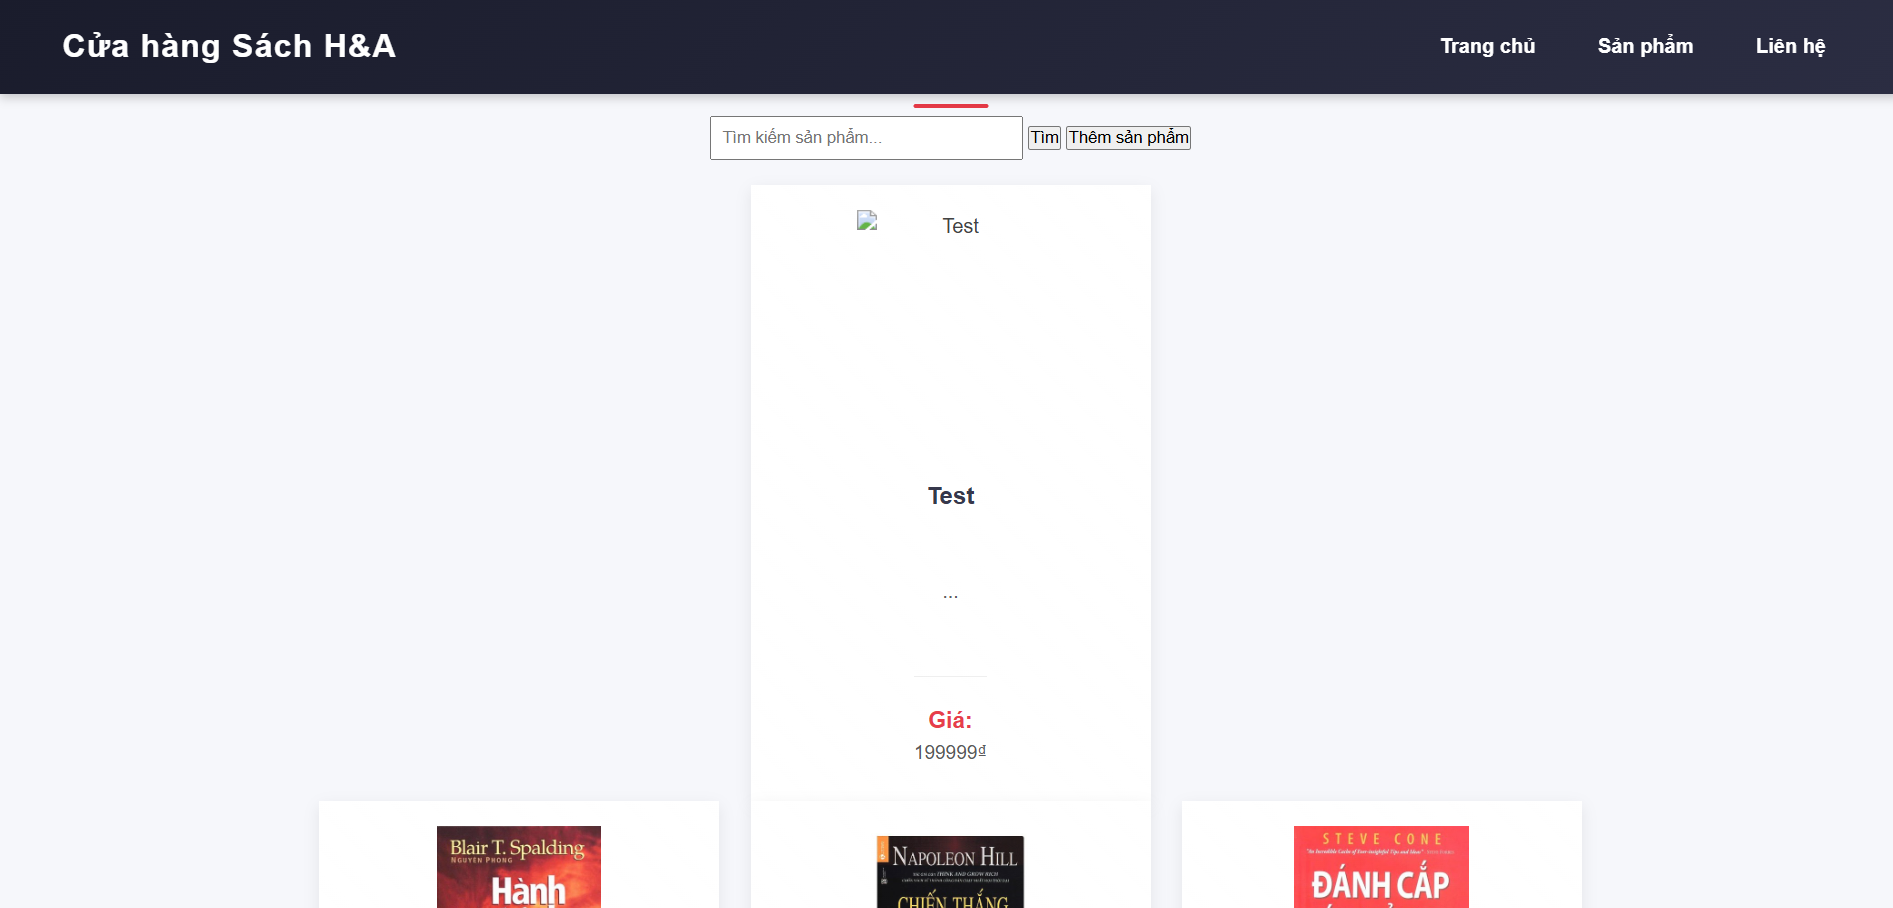 Cửa hàng Sách H&A
Trang chủ
Sản phẩm
Liên hệ
Tìm kiếm sản phẩm...
Tìm
Thêm sản phẩm
Test
Test
...
Giá:
199999₫
Blair T. Spalding
NGUYÊN PHONG
Hành
NAPOLEON HILL
CHIẾN THẮNG
STEVE CONE
ĐÁNH CẮP